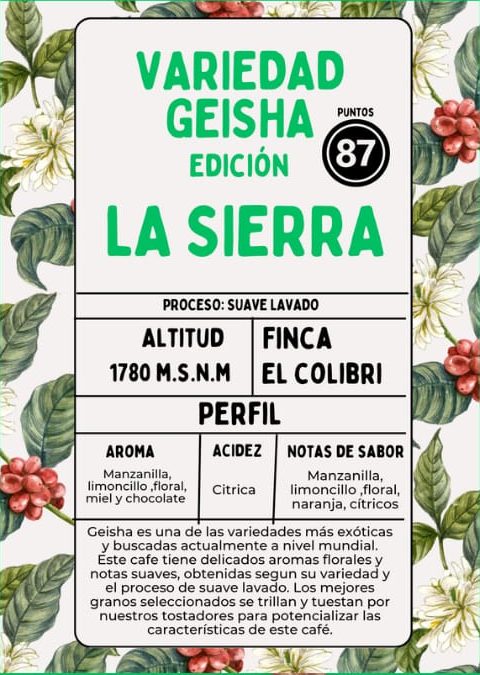 VARIEDAD
GEISHA
PUNTOS
87
EDICIÓN
LA SIERRA
PROCESO: SUAVE LAVADO
ALTITUD
1780 M.S.N.M
FINCA
EL COLIBRI
PERFIL
AROMA
Manzanilla,
limoncillo ,floral,
miel y chocolate
ACIDEZ
Citrica
NOTAS DE SABOR
Manzanilla,
limoncillo ,floral,
naranja, cítricos
Geisha es una de las variedades más exóticas
y buscadas actualmente a nivel mundial.
Este cafe tiene delicados aromas florales y
notas suaves, obtenidas segun su variedad y
el proceso de suave lavado. Los mejores
granos seleccionados se trillan y tuestan por
nuestros tostadores para potencializar las
características de este café.